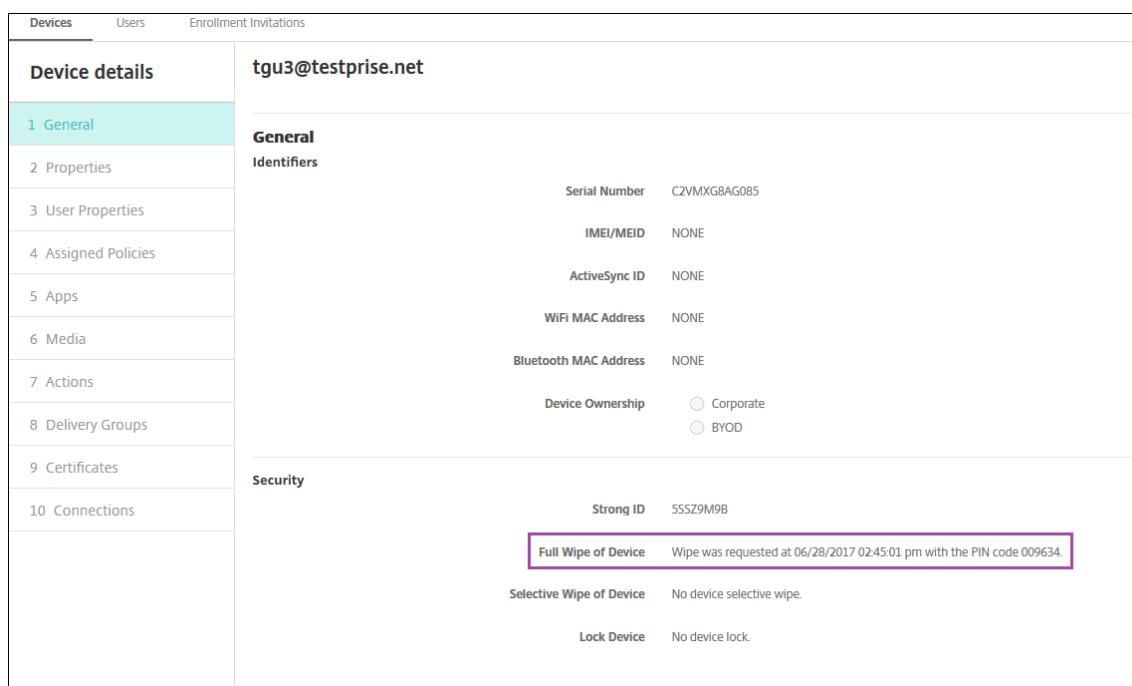 Devices Users Enrollment Invitations
Device details
tgu3@testprise.net
1 General
2 Properties
3 User Properties
4 Assigned Policies
5 Apps
6 Media
7 Actions
8 Delivery Groups
9 Certificates
10 Connections
General
Identifiers
Serial Number C2VMXG8AG085
IMEI/MEID NONE
ActiveSync ID NONE
WiFi MAC Address NONE
Bluetooth MAC Address NONE
Device Ownership Corporate
BYOD
Security
Strong ID 5SSZ9M9B
Full Wipe of Device Wipe was requested at 06/28/2017 02:45:01 pm with the PIN code 009634.
Selective Wipe of Device No device selective wipe.
Lock Device No device lock.